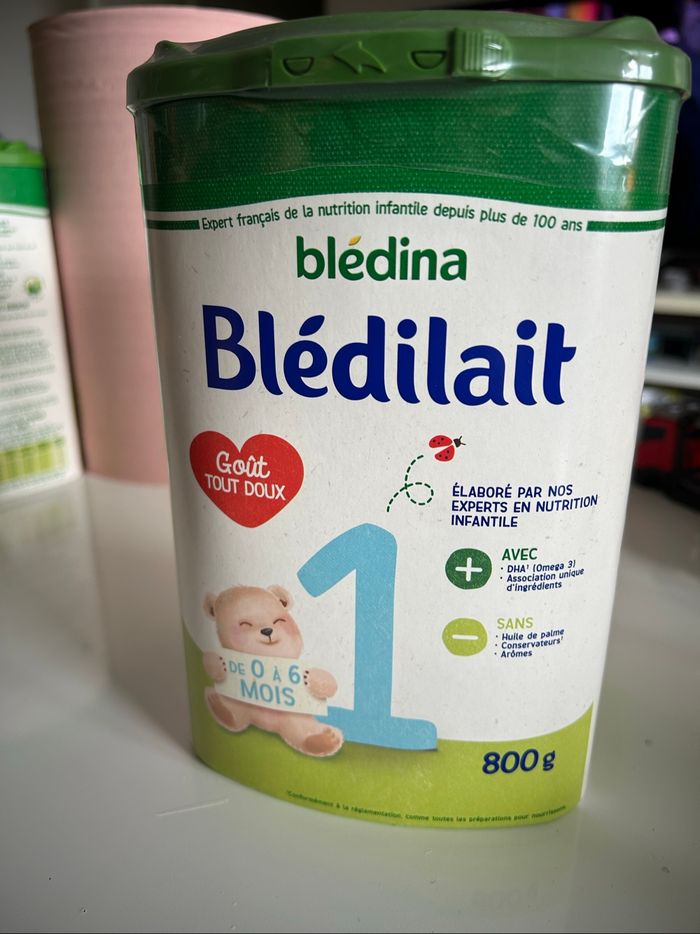 Expert français de la nutrition infantile depuis plus de 100 ans
blédina
Blédilait
Goût
TOUT DOUX
ÉLABORÉ PAR NOS
EXPERTS EN NUTRITION
INFANTILE
AVEC
• DHA¹ (Omega 3)
• Association unique
d'ingrédients
SANS
• Huile de palme
• Conservateurs¹
• Arômes
DE 0 À 6
MOIS
1
800g
¹Conformément à la réglementation, comme toutes les préparations pour nourrissons.